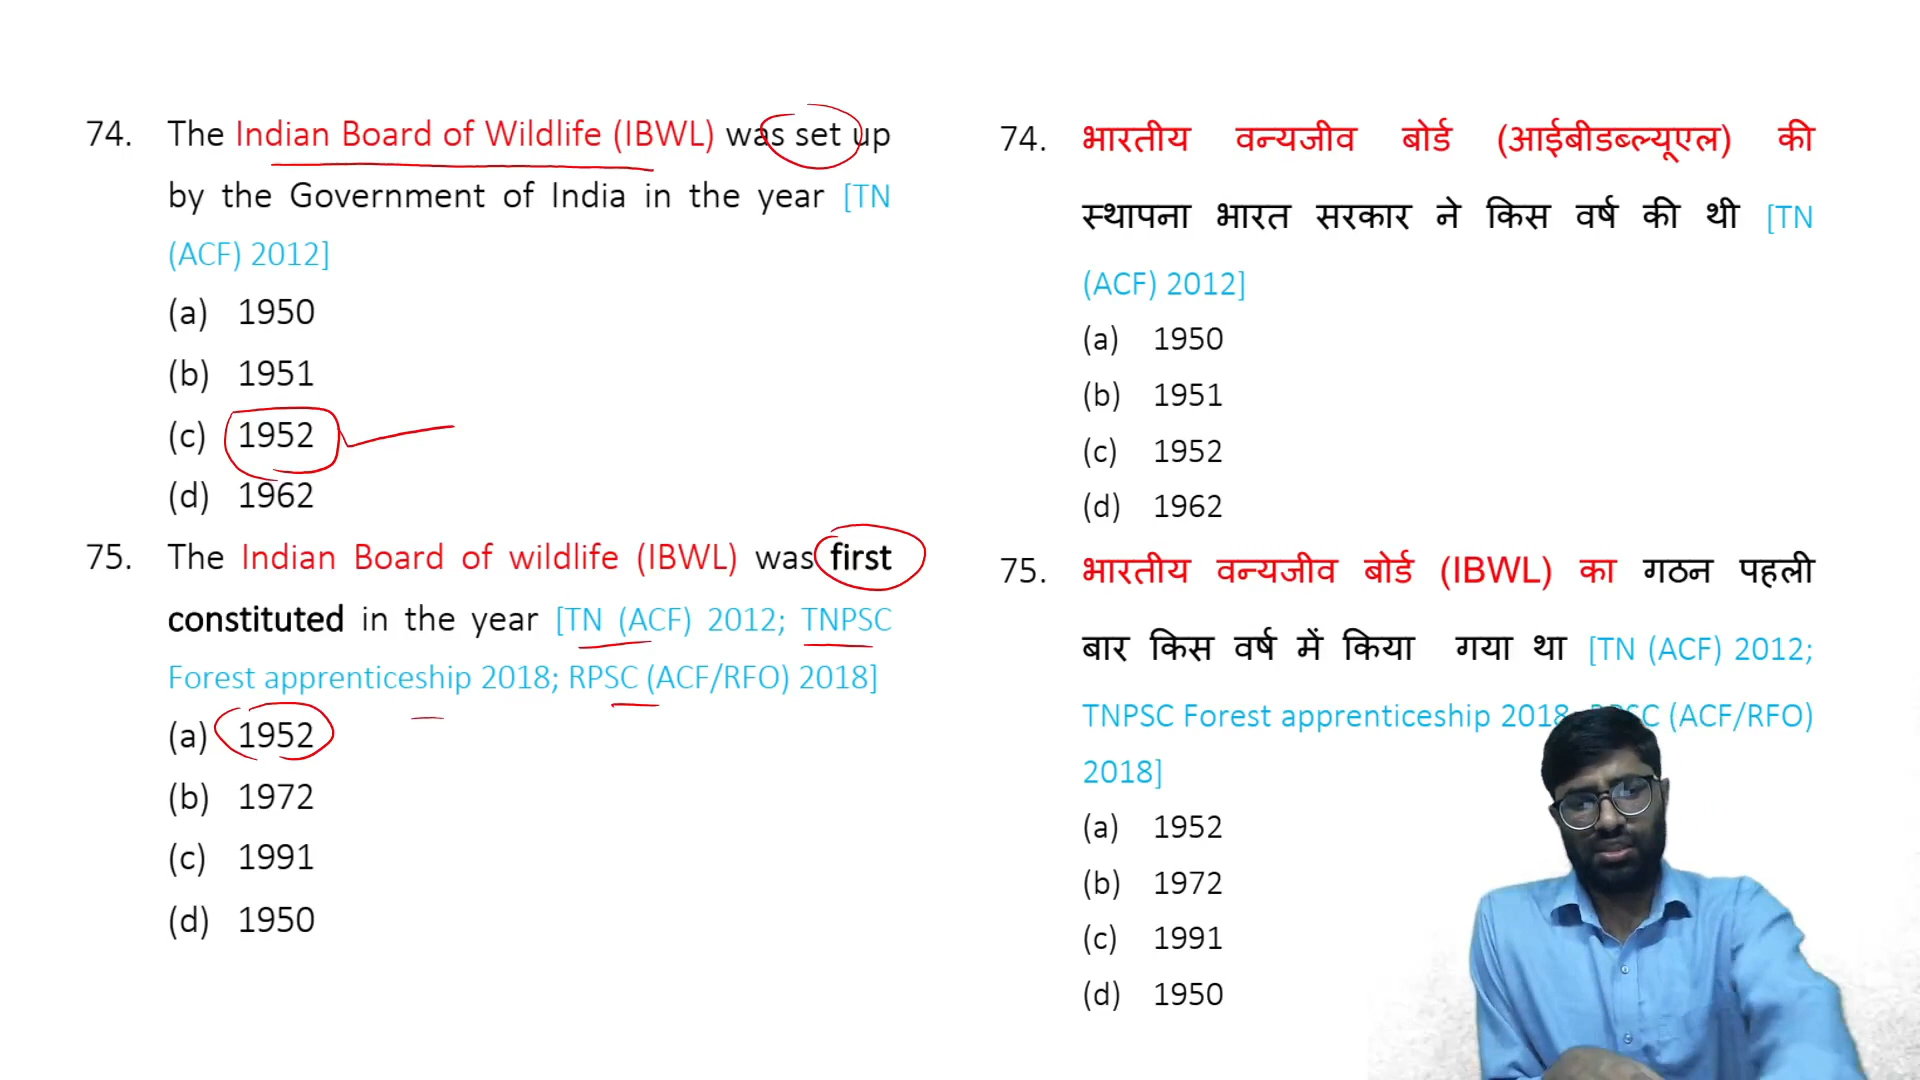 74. The Indian Board of Wildlife (IBWL) was set up
by the Government of India in the year [TN
(ACF) 2012]
(a) 1950
(b) 1951
(c) 1952
(d) 1962
75. The Indian Board of wildlife (IBWL) was first
constituted in the year [TN (ACF) 2012; TNPSC
Forest apprenticeship 2018; RPSC (ACF/RFO) 2018]
(a) 1952
(b) 1972
(c) 1991
(d) 1950
74. भारतीय वन्यजीव बोर्ड (आईबीडब्ल्यूएल) की
स्थापना भारत सरकार ने किस वर्ष की थी [TN
(ACF) 2012]
(a) 1950
(b) 1951
(c) 1952
(d) 1962
75. भारतीय वन्यजीव बोर्ड (IBWL) का गठन पहली
बार किस वर्ष में किया गया था [TN (ACF) 2012;
TNPSC Forest apprenticeship 2018; RPSC (ACF/RFO)
2018]
(a) 1952
(b) 1972
(c) 1991
(d) 1950